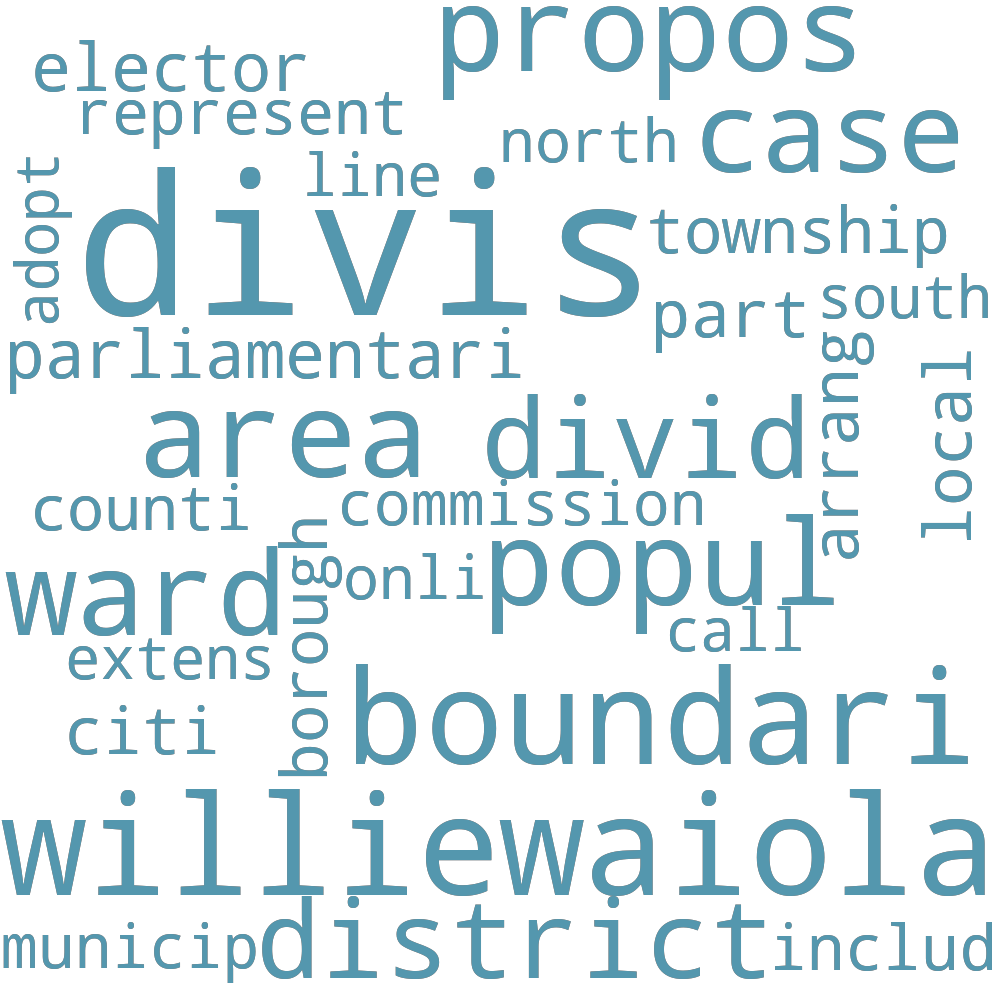 propos
elector
represent
north
case
adopt
line
divis
township
part
south
parliamentari
arrang
local
area
divid
counti
commission
ward
borough
onli
popul
call
extens
citi
boundari
williewaiola
municip
district
includ